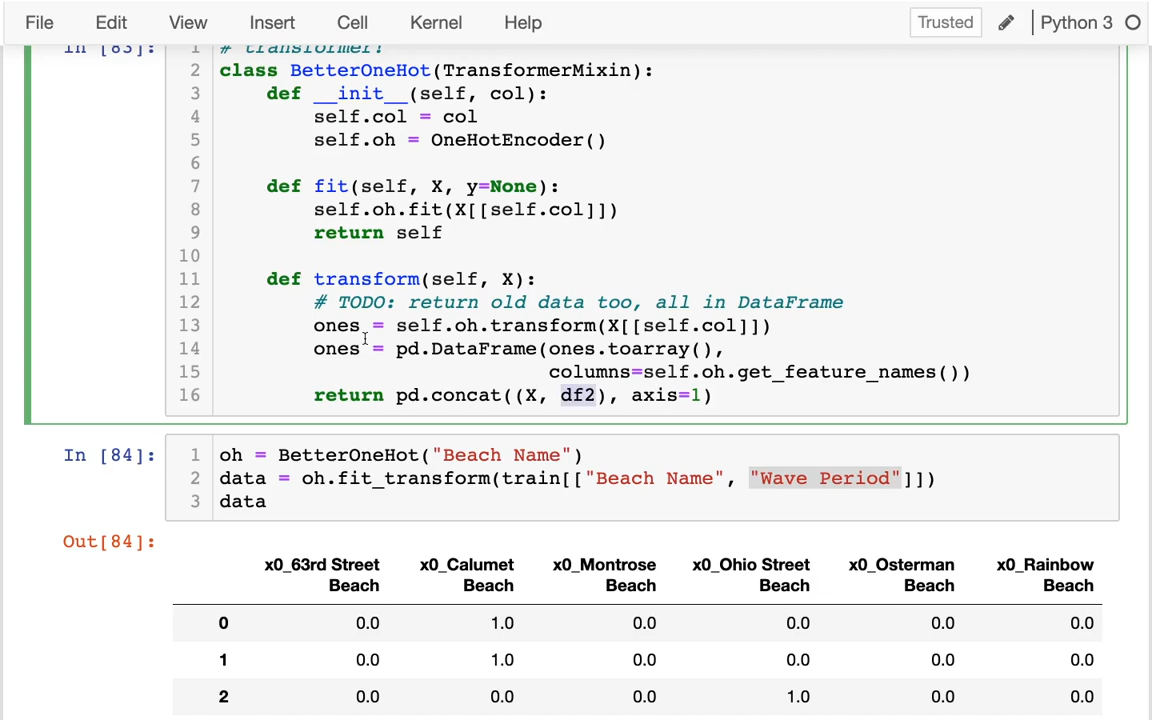 File Edit View Insert Cell Kernel Help Trusted Python 3
In [83]: 1 # transformer:
2 class BetterOneHot(TransformerMixin):
3 def __init__(self, col):
4 self.col = col
5 self.oh = OneHotEncoder()
6
7 def fit(self, X, y=None):
8 self.oh.fit(X[[self.col]])
9 return self
10
11 def transform(self, X):
12 # TODO: return old data too, all in DataFrame
13 ones = self.oh.transform(X[[self.col]])
14 ones = pd.DataFrame(ones.toarray(),
15 columns=self.oh.get_feature_names())
16 return pd.concat((X, df2), axis=1)
In [84]: 1 oh = BetterOneHot("Beach Name")
2 data = oh.fit_transform(train[["Beach Name", "Wave Period"]])
3 data
Out[84]:
x0_63rd Street x0_Calumet x0_Montrose x0_Ohio Street x0_Osterman x0_Rainbow
Beach Beach Beach Beach Beach Beach
0 0.0 1.0 0.0 0.0 0.0 0.0
1 0.0 1.0 0.0 0.0 0.0 0.0
2 0.0 0.0 0.0 1.0 0.0 0.0